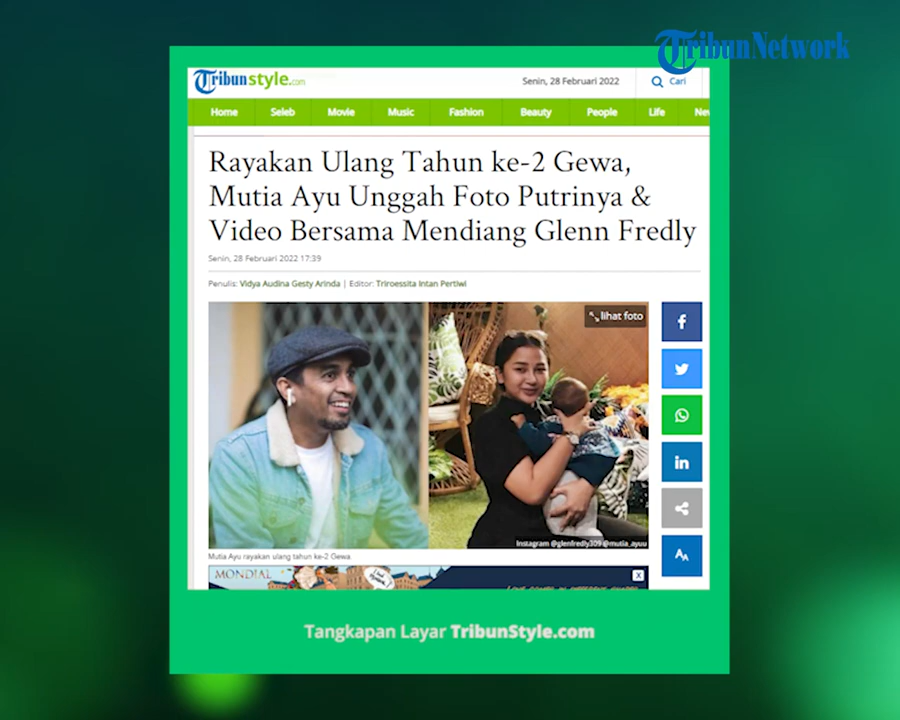 TribunNetwork
Tribunstyle.com
Senin, 28 Februari 2022
Cari
Home Seleb Movie Music Fashion Beauty People Life
Rayakan Ulang Tahun ke-2 Gewa,
Mutia Ayu Unggah Foto Putrinya &
Video Bersama Mendiang Glenn Fredly
Senin, 28 Februari 2022 17:39
Penulis: Vidya Audina Gesty Arinda | Editor: Triroessita Intan Pertiwi
lihat foto
Instagram @glenfredly309 @mutia_ayuu
Mutia Ayu rayakan ulang tahun ke-2 Gewa
MONDIAL
X
Tangkapan Layar TribunStyle.com